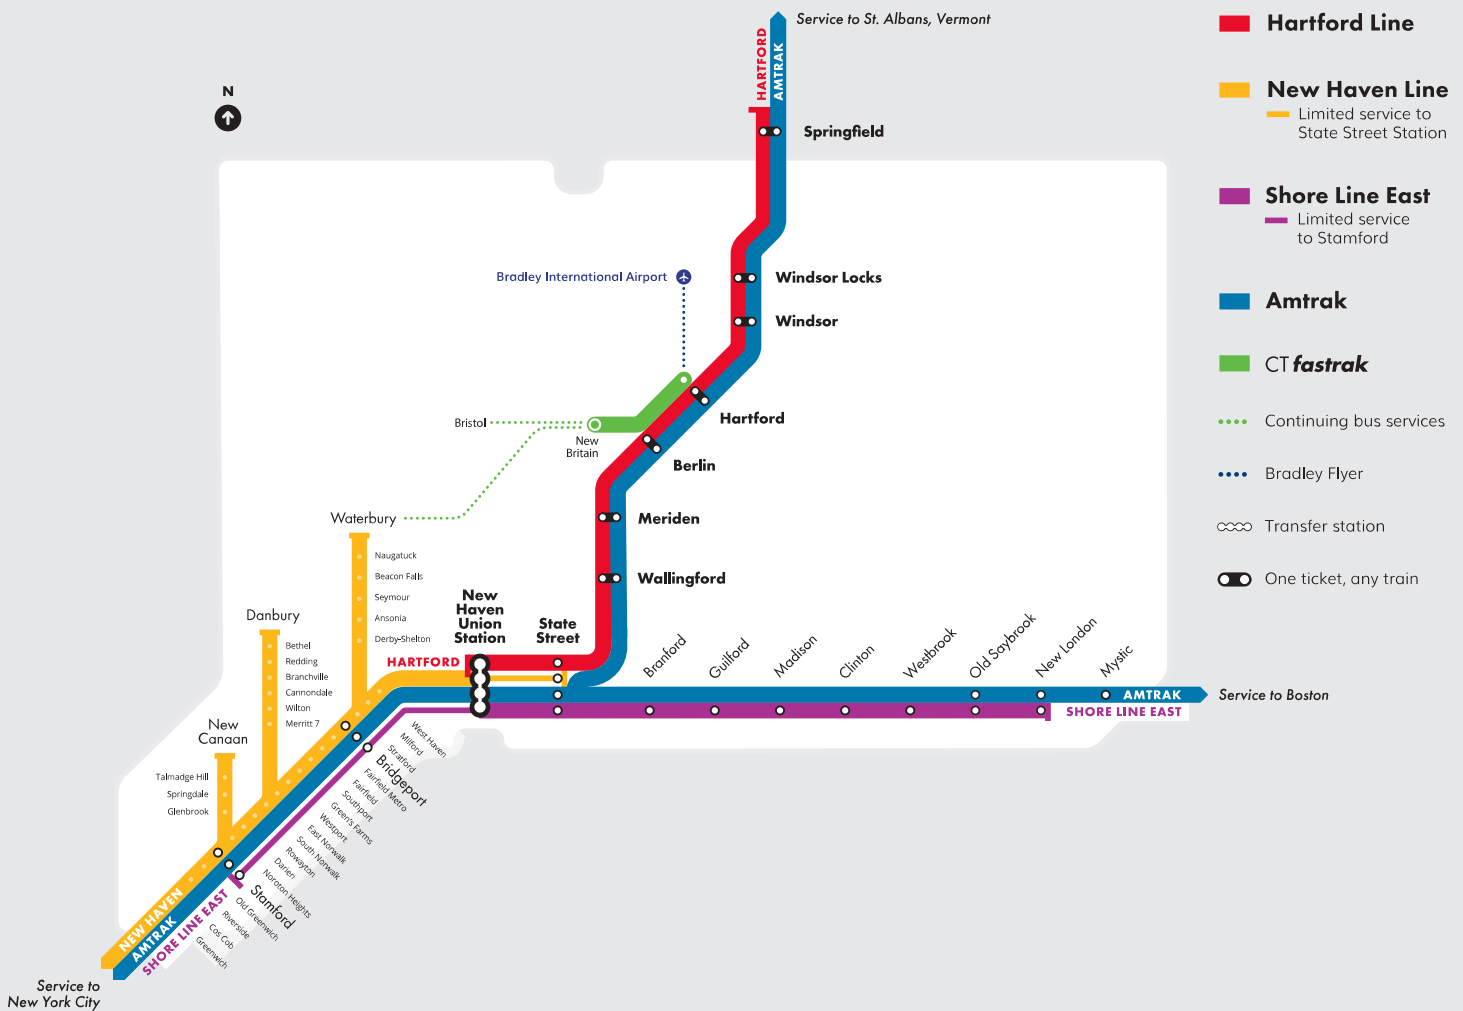 Service to St. Albans, Vermont
HARTFORD
AMTRAK
N
Springfield
Bradley International Airport
Windsor Locks
Windsor
Hartford
Bristol
New
Britain
Berlin
Waterbury
Meriden
Naugatuck
Beacon Falls
Seymour
Ansonia
Derby-Shelton
Wallingford
New
Haven
Union
Station
State
Street
Danbury
Bethel
Redding
Branchville
Cannondale
Wilton
Merritt 7
HARTFORD
Branford
Guilford
Madison
Clinton
Westbrook
Old Saybrook
New London
Mystic
AMTRAK
Service to Boston
SHORE LINE EAST
New
Canaan
Talmadge Hill
Springdale
Glenbrook
West Haven
Milford
Stratford
Bridgeport
Fairfield Metro
Fairfield
Southport
Green's Farms
Westport
East Norwalk
South Norwalk
Rowayton
Darien
Noroton Heights
Stamford
Old Greenwich
Riverside
Cos Cob
Greenwich
NEW HAVEN
AMTRAK
SHORE LINE EAST
Service to
New York City
Hartford Line
New Haven Line
Limited service to
State Street Station
Shore Line East
Limited service
to Stamford
Amtrak
CT fastrak
Continuing bus services
Bradley Flyer
Transfer station
One ticket, any train